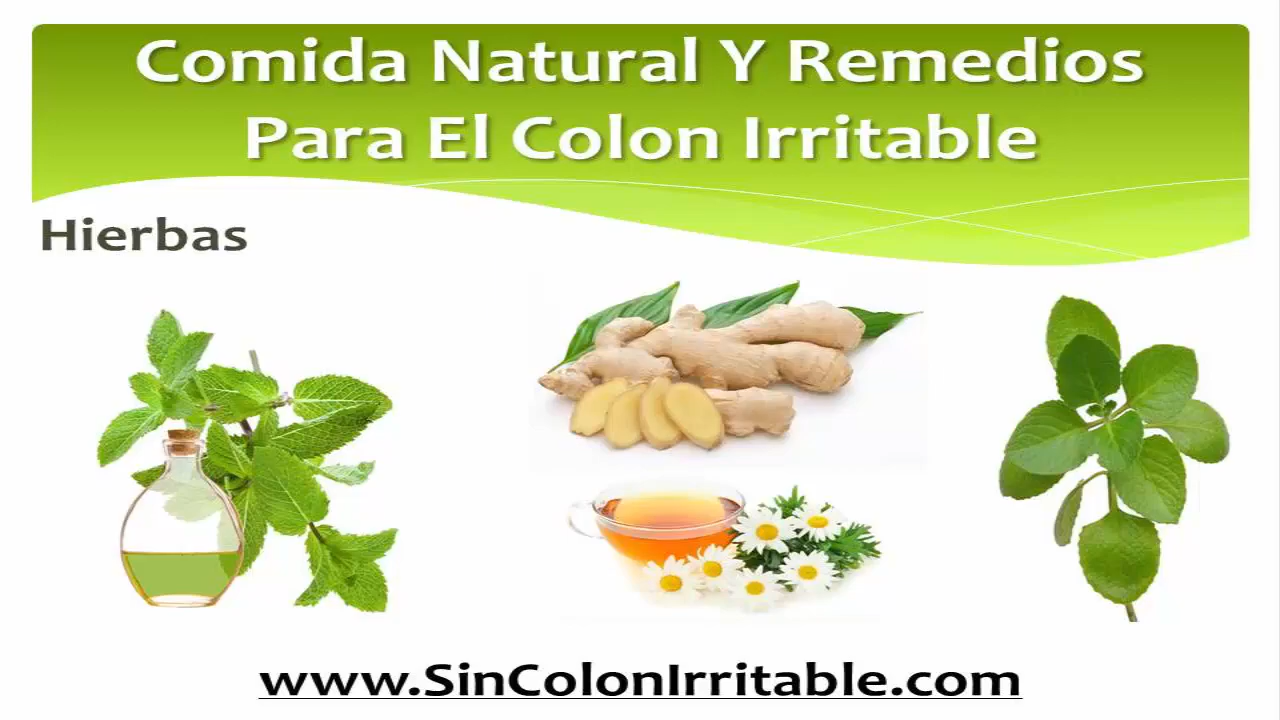 Comida Natural Y Remedios
Para El Colon Irritable
Hierbas
www.SinColonIrritable.com